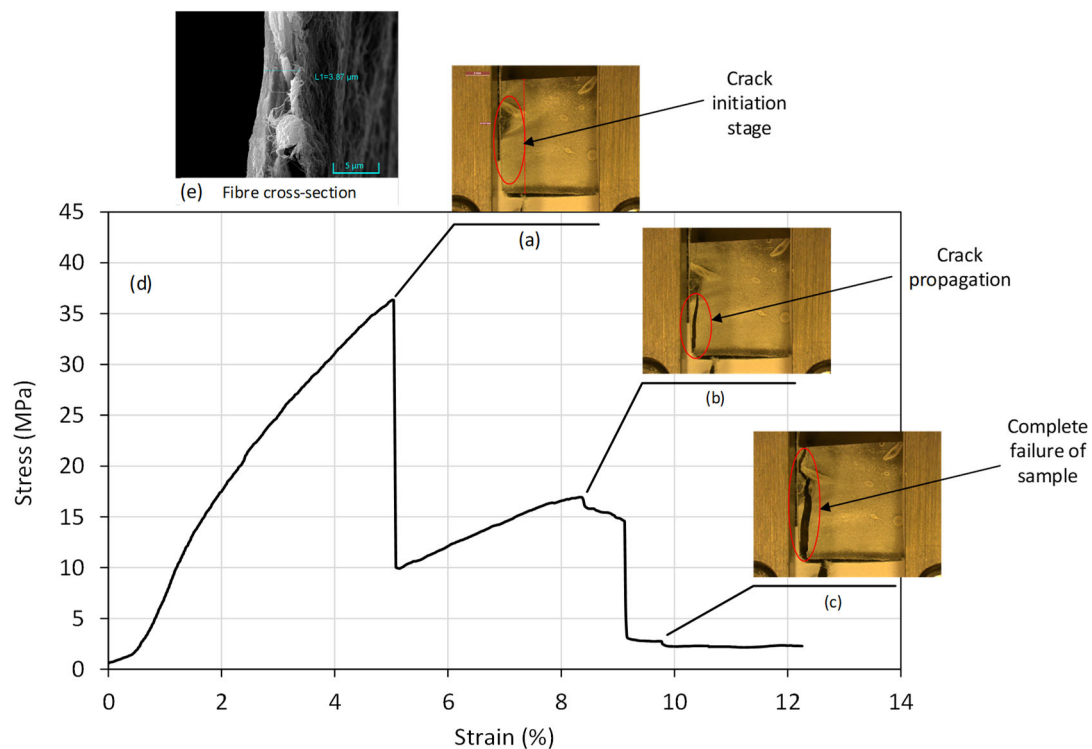 L1=3.87 µm
5 µm
(e) Fibre cross-section
Crack
initiation
stage
(a)
(d)
Crack
propagation
(b)
Complete
failure of
sample
(c)
Stress (MPa)
45
40
35
30
25
20
15
10
5
0
0 2 4 6 8 10 12 14
Strain (%)